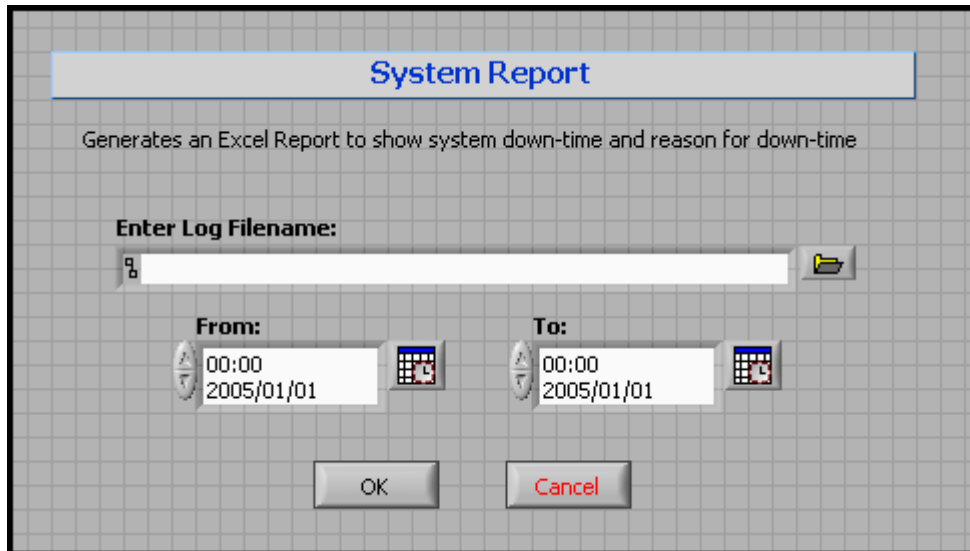 System Report
Generates an Excel Report to show system down-time and reason for down-time
Enter Log Filename:
From:
To:
00:00
2005/01/01
00:00
2005/01/01
OK
Cancel